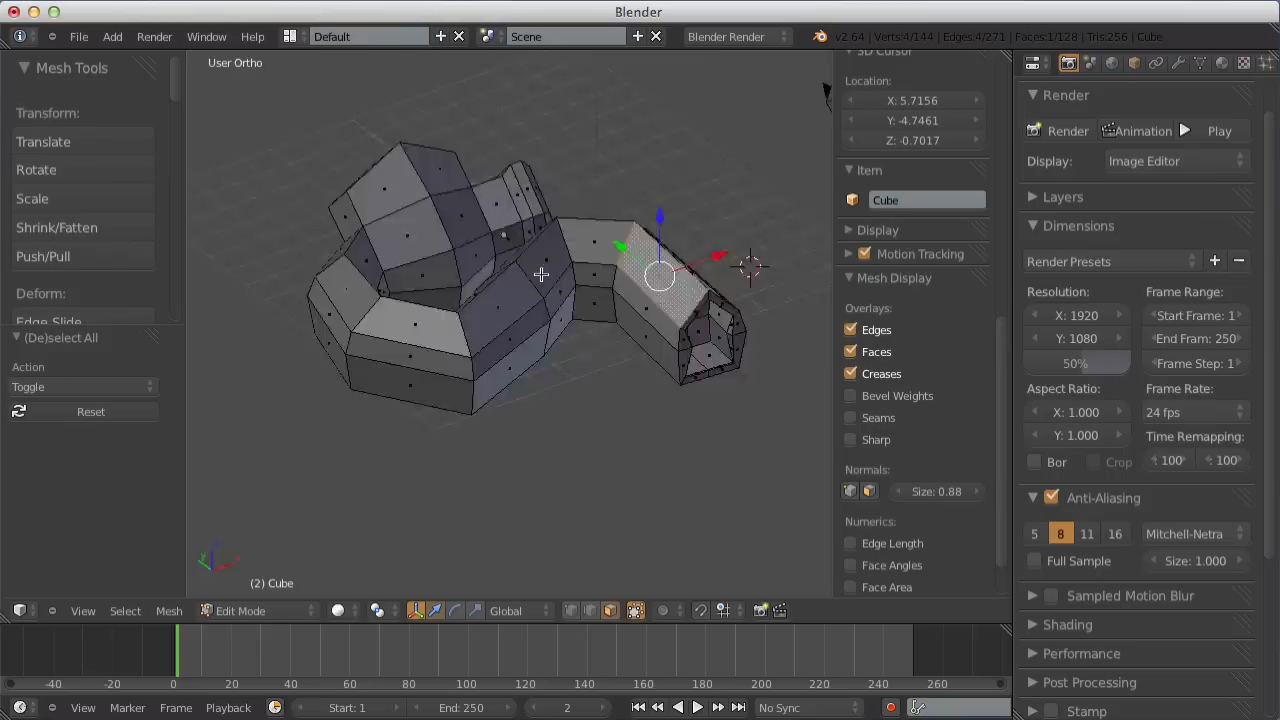 Blender
File Add Render Window Help Default Scene Blender Render v2.64 | Verts:4/144 | Edges:4/271 | Faces:1/128 | Tris:256 | Cube
Mesh Tools
Transform:
Translate
Rotate
Scale
Shrink/Fatten
Push/Pull
Deform:
Edge Slide
(De)select All
Action
Toggle
Reset
User Ortho
(2) Cube
3D Cursor
Location:
X: 5.7156
Y: -4.7461
Z: -0.7017
Item
Cube
Display
Motion Tracking
Mesh Display
Overlays:
Edges
Faces
Creases
Bevel Weights
Seams
Sharp
Normals:
Size: 0.88
Numerics:
Edge Length
Face Angles
Face Area
Render
Render Animation Play
Display: Image Editor
Layers
Dimensions
Render Presets
Resolution: Frame Range:
X: 1920 Start Frame: 1
Y: 1080 End Fram: 250
50% Frame Step: 1
Aspect Ratio: Frame Rate:
X: 1.000 24 fps
Y: 1.000 Time Remapping:
Bor Crop : 100 : 100
Anti-Aliasing
5 8 11 16 Mitchell-Netra
Full Sample Size: 1.000
Sampled Motion Blur
Shading
Performance
Post Processing
Stamp
View Select Mesh Edit Mode Global
-40 -20 0 20 40 60 80 100 120 140 160 180 200 220 240 260
View Marker Frame Playback Start: 1 End: 250 2 No Sync